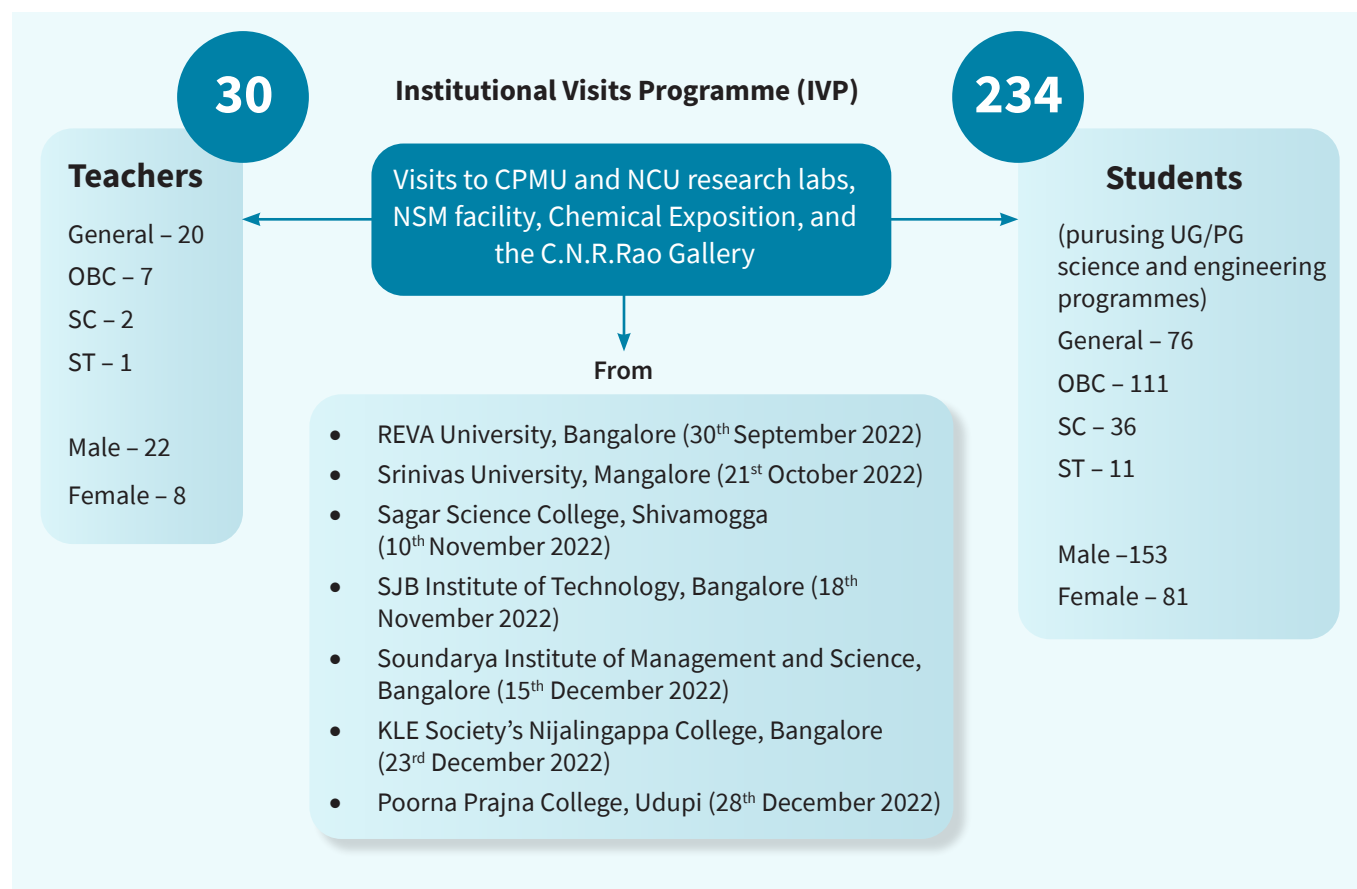 Institutional Visits Programme (IVP)
30
Teachers
General – 20
OBC – 7
SC – 2
ST – 1
Male – 22
Female – 8
Visits to CPMU and NCU research labs,
NSM facility, Chemical Exposition, and
the C.N.R.Rao Gallery
234
Students
(purusing UG/PG
science and engineering
programmes)
General – 76
OBC – 111
SC – 36
ST – 11
Male –153
Female – 81
From
• REVA University, Bangalore (30th September 2022)
• Srinivas University, Mangalore (21st October 2022)
• Sagar Science College, Shivamogga
(10th November 2022)
• SJB Institute of Technology, Bangalore (18th
November 2022)
• Soundarya Institute of Management and Science,
Bangalore (15th December 2022)
• KLE Society’s Nijalingappa College, Bangalore
(23rd December 2022)
• Poorna Prajna College, Udupi (28th December 2022)